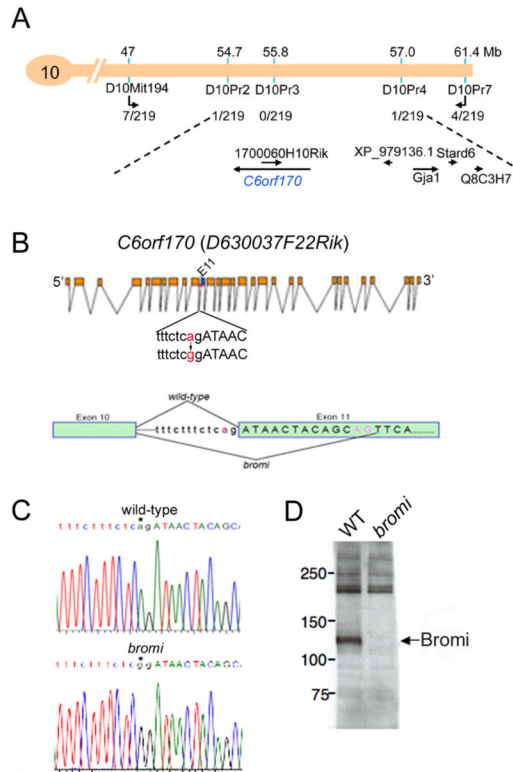 A
47 54.7 55.8 57.0 61.4 Mb
10
D10Mit194 D10Pr2 D10Pr3 D10Pr4 D10Pr7
7/219 1/219 0/219 1/219 4/219
1700060H10Rik XP_979136.1 Stard6
C6orf170 Gja1 Q8C3H7
B
C6orf170 (D630037F22Rik)
E11
5' 3'
tttctcagATAAC
tttctcggATAAC
wild-type
Exon 10 Exon 11
tttctttctcag ATAACTACAGCAGTTCA.......
bromi
C
wild-type
*
tttctttctcagATAACTACAGCA
bromi
*
tttctttctcggATAACTACAGCA
D
WT bromi
250
150
Bromi
100
75